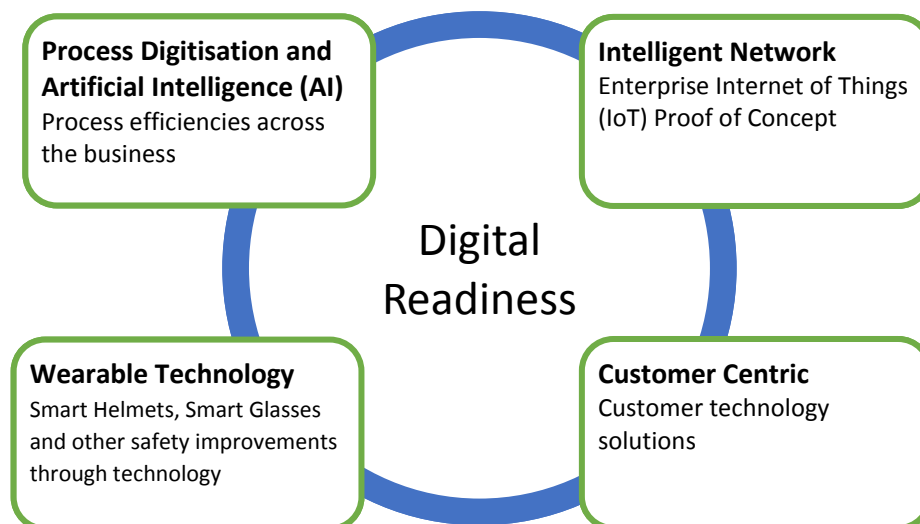 Process Digitisation and
Artificial Intelligence (AI)
Process efficiencies across
the business
Intelligent Network
Enterprise Internet of Things
(IoT) Proof of Concept
Digital
Readiness
Wearable Technology
Smart Helmets, Smart Glasses
and other safety improvements
through technology
Customer Centric
Customer technology
solutions